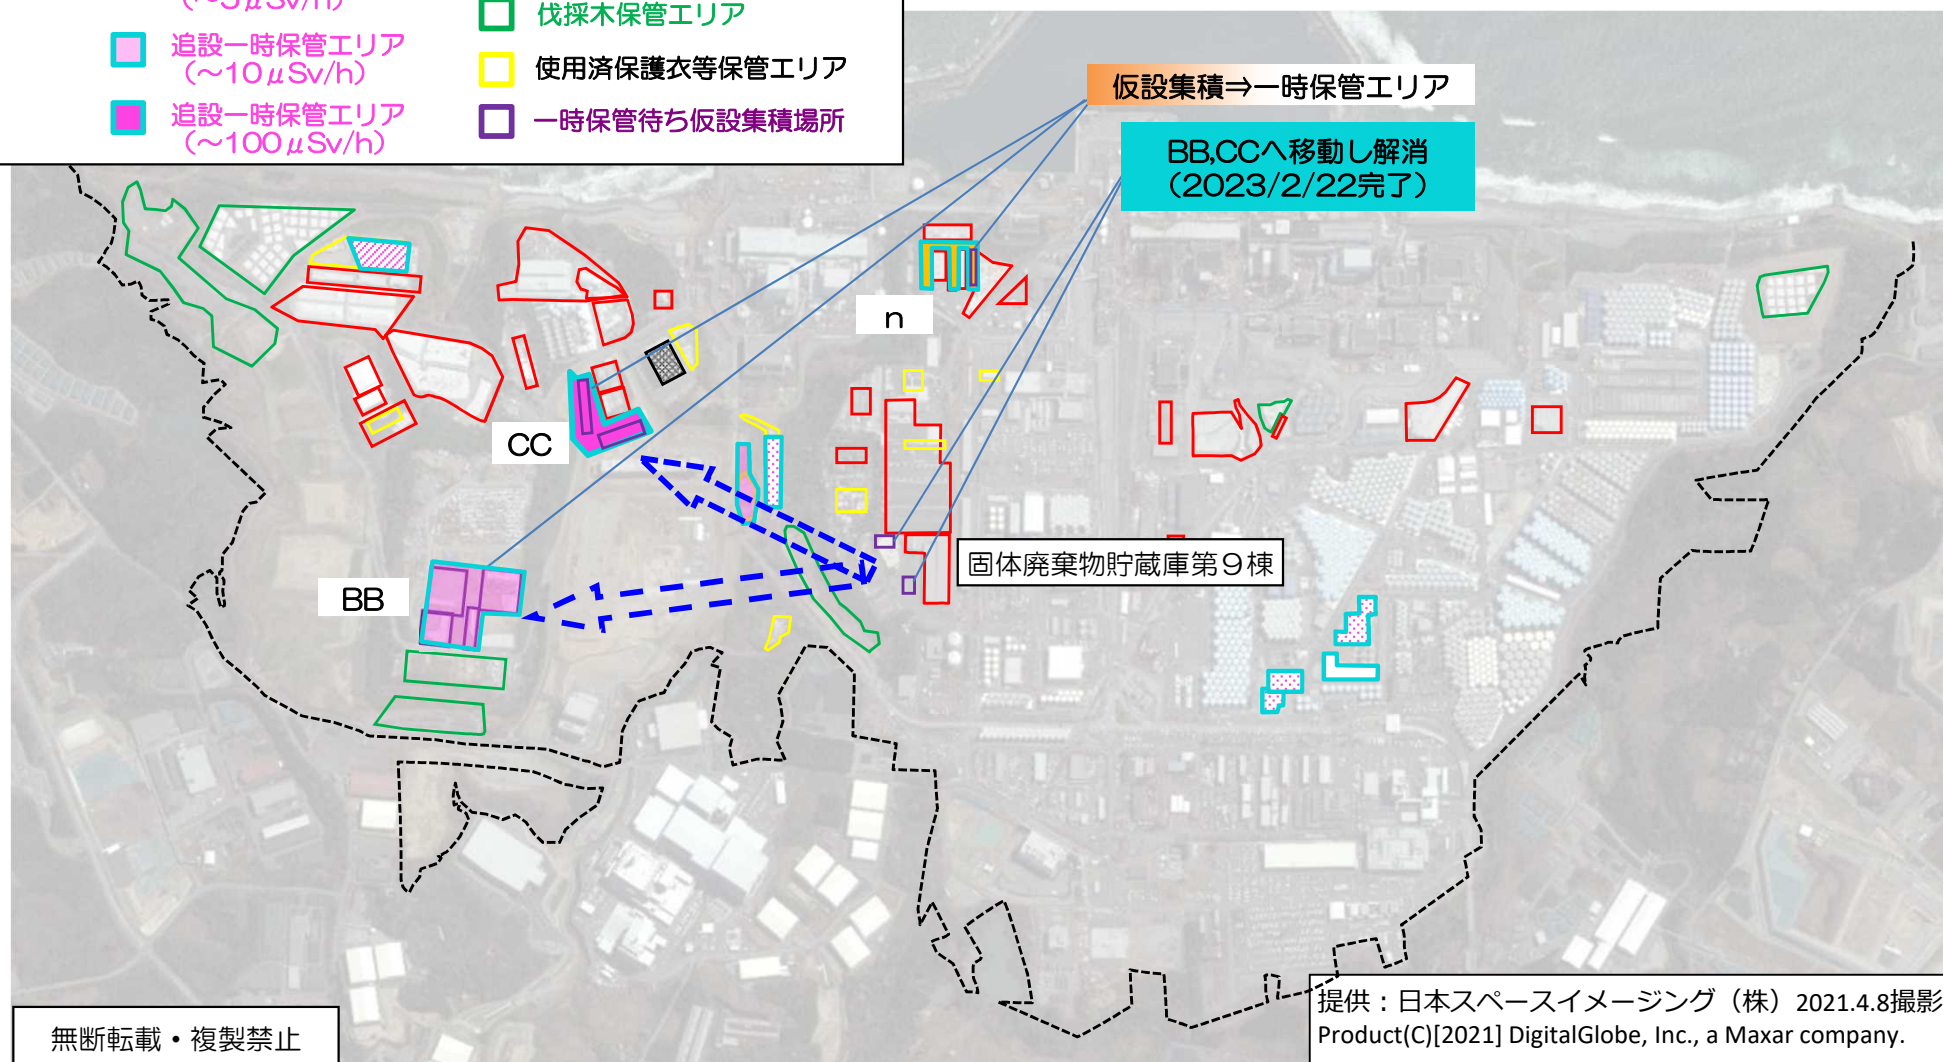 (～5μSv/h)
追設一時保管エリア
(～10μSv/h)
追設一時保管エリア
(～100μSv/h)
伐採木保管エリア
使用済保護衣等保管エリア
一時保管待ち仮設集積場所
仮設集積⇒一時保管エリア
BB,CCへ移動し解消
(2023/2/22完了)
n
CC
BB
固体廃棄物貯蔵庫第9棟
無断転載・複製禁止
提供：日本スペースイメージング（株）2021.4.8撮影
Product(C)[2021] DigitalGlobe, Inc., a Maxar company.